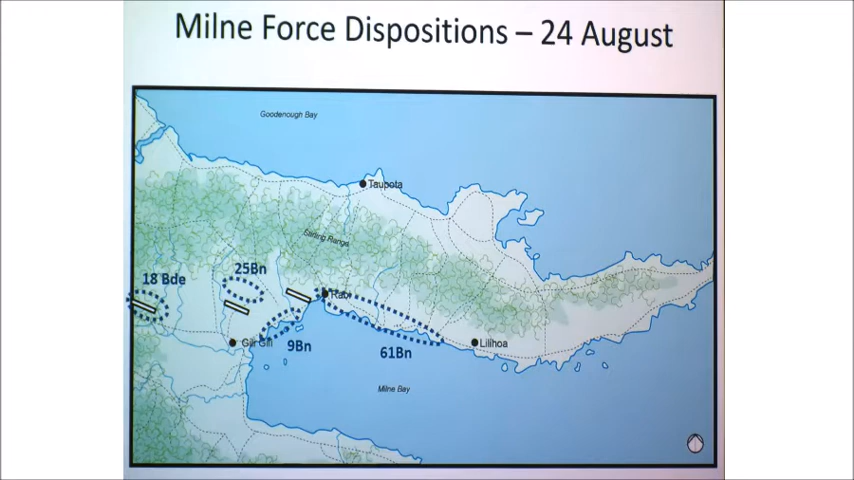 Milne Force Dispositions – 24 August
Goodenough Bay
Taupota
Stirling Range
18 Bde
25Bn
Rabi
Gili Gili
9Bn
61Bn
Lilihoa
Milne Bay